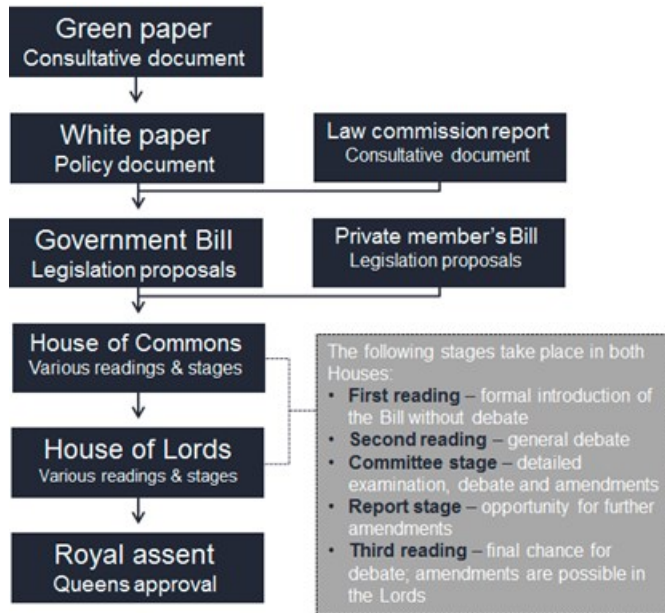 Green paper
Consultative document
White paper
Policy document
Law commission report
Consultative document
Government Bill
Legislation proposals
Private member's Bill
Legislation proposals
House of Commons
Various readings & stages
House of Lords
Various readings & stages
Royal assent
Queens approval
The following stages take place in both
Houses:
• First reading – formal introduction of
the Bill without debate
• Second reading – general debate
• Committee stage – detailed
examination, debate and amendments
• Report stage – opportunity for further
amendments
• Third reading – final chance for
debate; amendments are possible in
the Lords